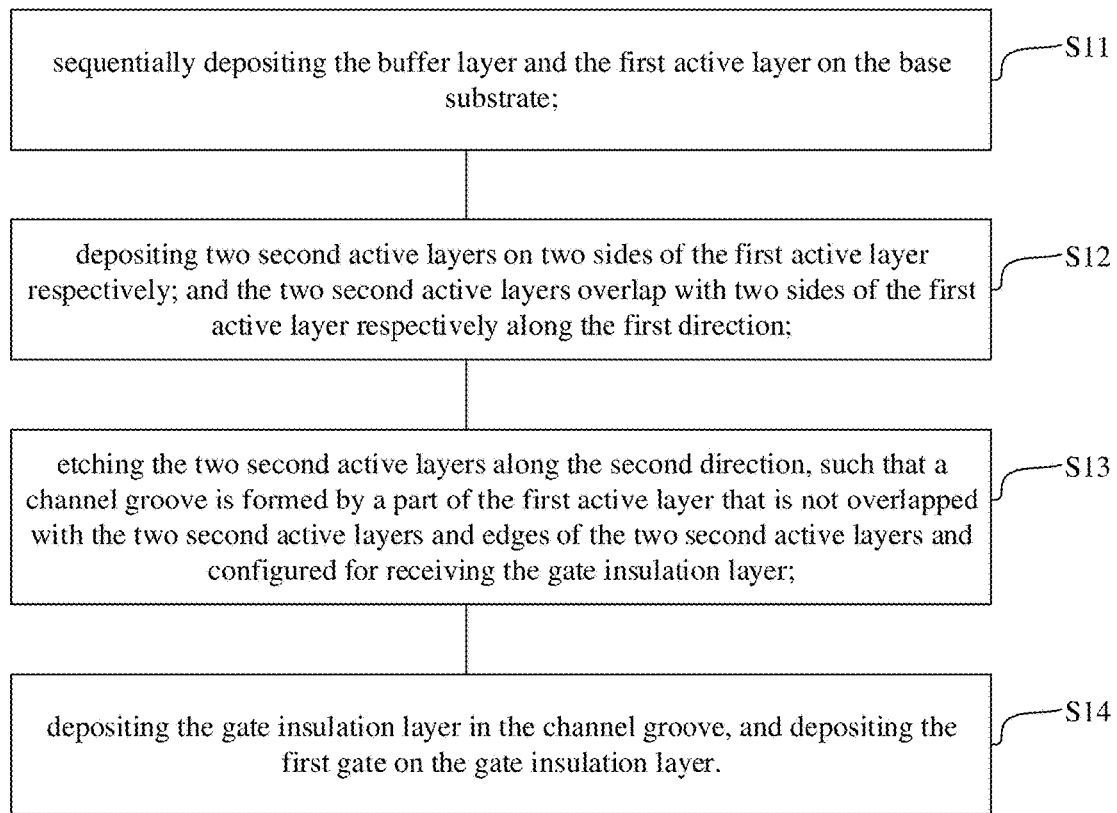 sequentially depositing the buffer layer and the first active layer on the base
substrate;
S11
depositing two second active layers on two sides of the first active layer
respectively; and the two second active layers overlap with two sides of the first
active layer respectively along the first direction;
S12
etching the two second active layers along the second direction, such that a
channel groove is formed by a part of the first active layer that is not overlapped
with the two second active layers and edges of the two second active layers and
configured for receiving the gate insulation layer;
S13
depositing the gate insulation layer in the channel groove, and depositing the
first gate on the gate insulation layer.
S14